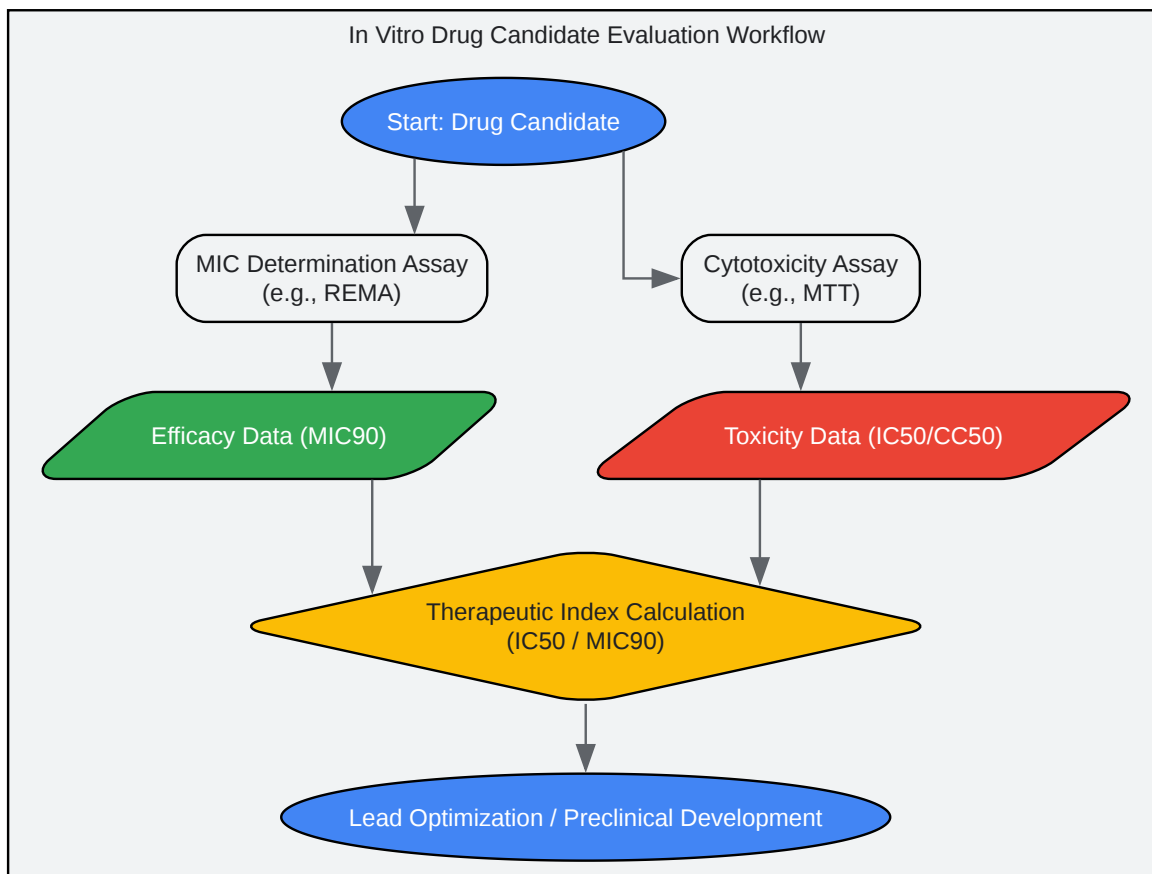 In Vitro Drug Candidate Evaluation Workflow
Start: Drug Candidate
MIC Determination Assay
(e.g., REMA)
Cytotoxicity Assay
(e.g., MTT)
Efficacy Data (MIC90)
Toxicity Data (IC50/CC50)
Therapeutic Index Calculation
(IC50 / MIC90)
Lead Optimization / Preclinical Development